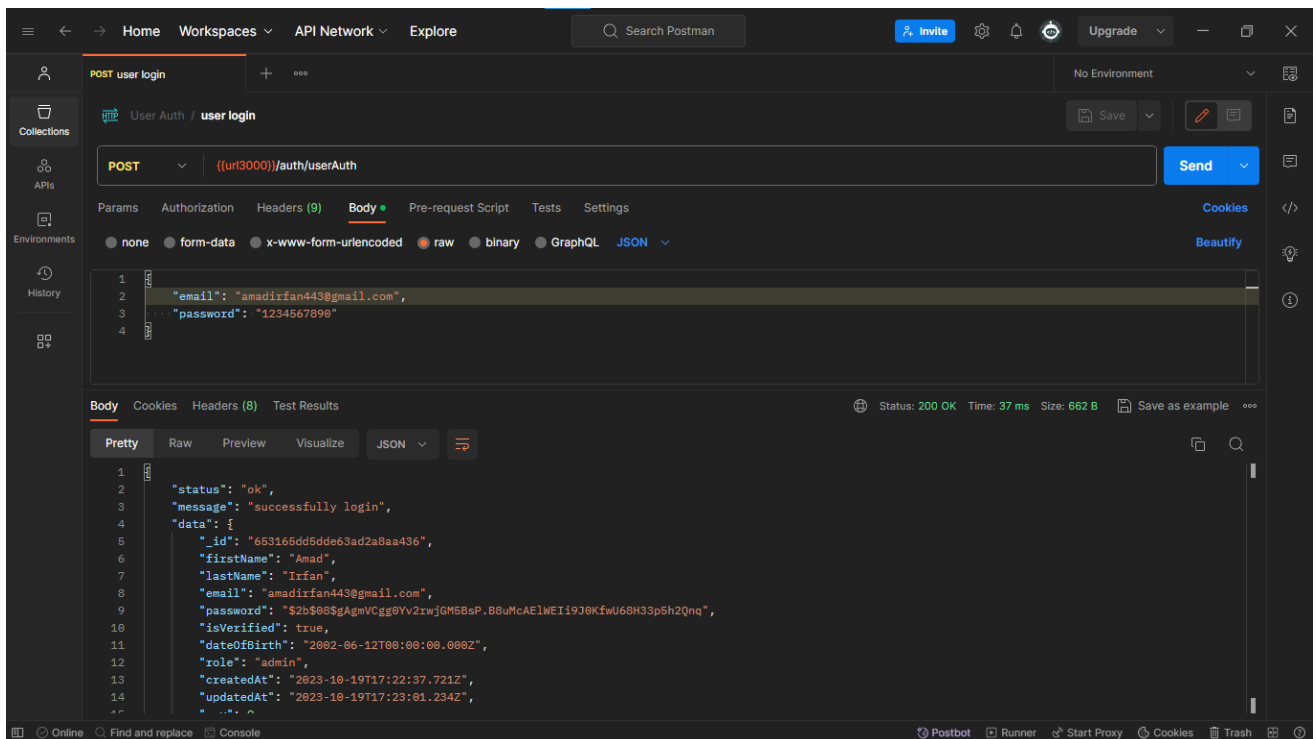 Home Workspaces API Network Explore Search Postman Invite Upgrade
POST user login No Environment
HTTP User Auth / user login Save
Collections
APIs
Environments
History
POST {{url3000}}/auth/userAuth Send
Params Authorization Headers (9) Body Pre-request Script Tests Settings Cookies
none form-data x-www-form-urlencoded raw binary GraphQL JSON Beautify
1 {
2 "email": "amadirfan443@gmail.com",
3 "password": "1234567890"
4 }
Body Cookies Headers (8) Test Results Status: 200 OK Time: 37 ms Size: 662 B Save as example
Pretty Raw Preview Visualize JSON
1 {
2 "status": "ok",
3 "message": "successfully login",
4 "data": {
5 "_id": "653165dd5dde63ad2a8aa436",
6 "firstName": "Amad",
7 "lastName": "Irfan",
8 "email": "amadirfan443@gmail.com",
9 "password": "$2b$08$gAgmVCgg0Yv2rwjGM5BsP.B8uMcAElWEIi9J0KfwU68H33p5h2Qnq",
10 "isVerified": true,
11 "dateOfBirth": "2002-06-12T00:00:00.000Z",
12 "role": "admin",
13 "createdAt": "2023-10-19T17:22:37.721Z",
14 "updatedAt": "2023-10-19T17:23:01.234Z",
Online Find and replace Console Postbot Runner Start Proxy Cookies Trash